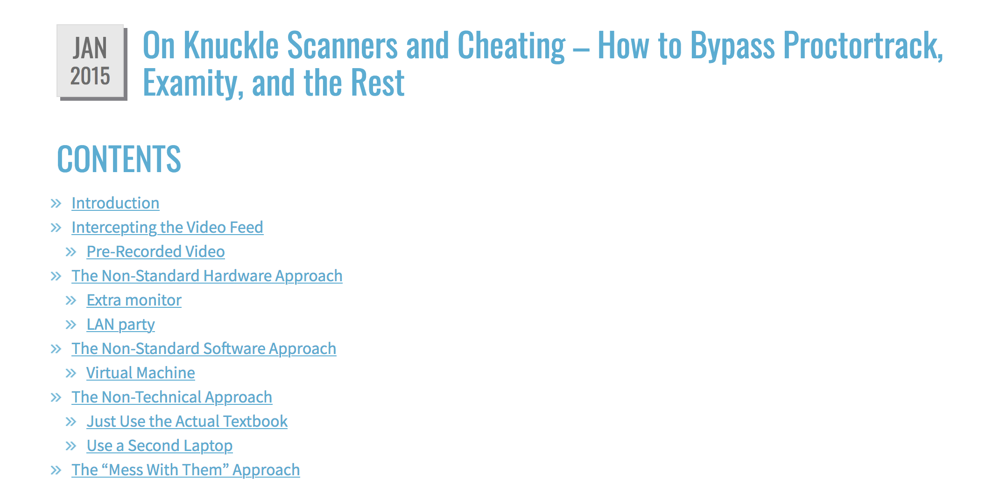 JAN
2015
On Knuckle Scanners and Cheating – How to Bypass Proctortrack,
Examity, and the Rest
CONTENTS
» Introduction
» Intercepting the Video Feed
» Pre-Recorded Video
» The Non-Standard Hardware Approach
» Extra monitor
» LAN party
» The Non-Standard Software Approach
» Virtual Machine
» The Non-Technical Approach
» Just Use the Actual Textbook
» Use a Second Laptop
» The “Mess With Them” Approach